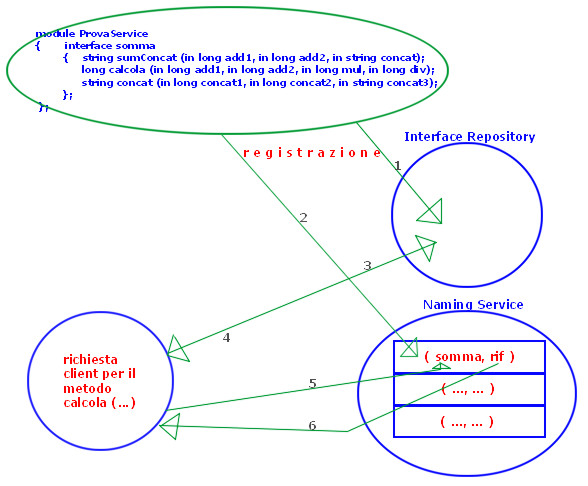 module ProvaService
{ interface somma
{ string sumConcat (in long add1, in long add2, in string concat);
long calcola (in long add1, in long add2, in long mul, in long div);
string concat (in long concat1, in long concat2, in string concat3);
};
};
registrazione
1
Interface Repository
2
3
4
Naming Service
( somma, rif )
( ..., ... )
( ..., ... )
richiesta
client per il
metodo
calcola (...)
5
6